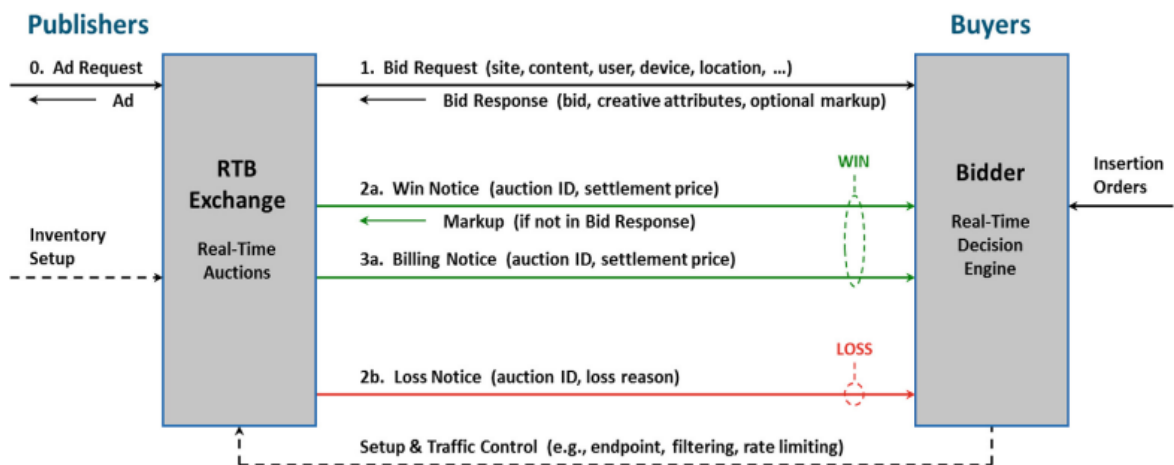 Publishers
Buyers
0. Ad Request
Ad
1. Bid Request (site, content, user, device, location, ...)
Bid Response (bid, creative attributes, optional markup)
RTB
Exchange
Real-Time
Auctions
WIN
2a. Win Notice (auction ID, settlement price)
Markup (if not in Bid Response)
3a. Billing Notice (auction ID, settlement price)
Bidder
Real-Time
Decision
Engine
Insertion
Orders
Inventory
Setup
LOSS
2b. Loss Notice (auction ID, loss reason)
Setup & Traffic Control (e.g., endpoint, filtering, rate limiting)